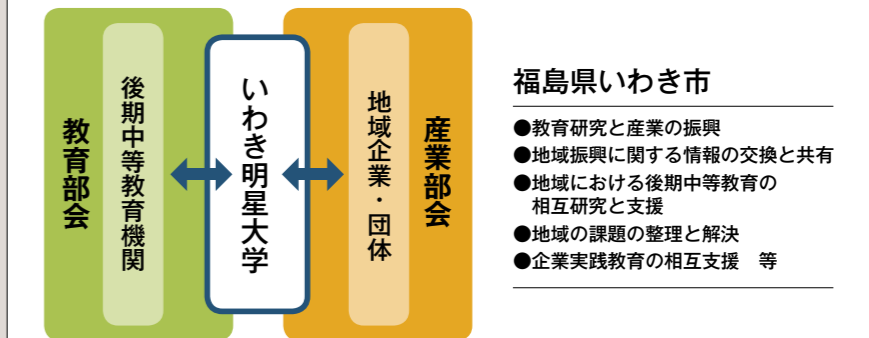 教育部会
後期中等教育機関
いわき明星大学
地域企業・団体
産業部会
福島県いわき市
●教育研究と産業の振興
●地域振興に関する情報の交換と共有
●地域における後期中等教育の
相互研究と支援
●地域の課題の整理と解決
●企業実践教育の相互支援　等